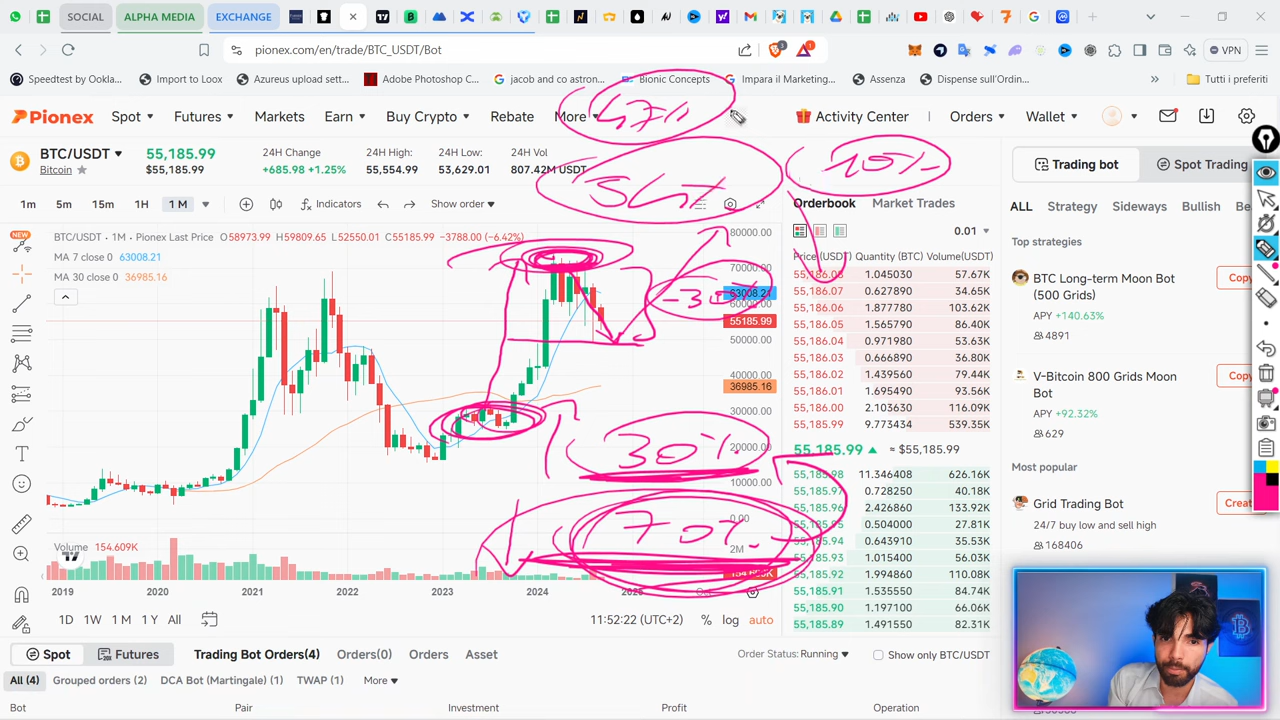 SOCIAL ALPHA MEDIA EXCHANGE
pionex.com/en/trade/BTC_USDT/Bot VPN
Speedtest by Ookla... Import to Loox Azureus upload sett... Adobe Photoshop C... jacob and co astron... Bionic Concepts Impara il Marketing... Assenza Dispense sull'Ordin... » Tutti i preferiti
Pionex Spot Futures Earn Buy Crypto Markets Rebate More Activity Center Orders Wallet
BTC/USDT 55,185.99 24H Change 24H High: 24H Low: 24H Vol
Bitcoin $55,185.99 +685.98 +1.25% 55,554.99 53,629.01 807.42M USDT
47%
547
10%
Trading bot Spot Trading
1m 5m 15m 1H 1M Indicators Show order
Orderbook Market Trades
ALL Strategy Sideways Bullish Be
BTC/USDT, 1M, Pionex Last Price O58973.99 H59809.65 L52550.01 C55185.99 −3788.00 (−6.42%)
MA 7 close 0 63008.21
MA 30 close 0 36985.16
80000.00
70000.00
63008.21
60000.00
55185.99
40000.00
36985.16
30000.00
20000.00
10000.00
0.00
2M
-30%
30%
70%
Volume 154.609K
2019 2020 2021 2022 2023 2024
1D 1W 1M 1Y All 11:52:22 (UTC+2) % log auto
0.01
Price (USDT) Quantity (BTC) Volume(USDT)
55,186.08 1.045030 57.67K
55,186.07 0.627890 34.65K
55,186.06 1.877780 103.62K
55,186.05 1.565790 86.40K
55,186.04 0.971980 53.63K
55,186.03 0.666890 36.80K
55,186.02 1.439560 79.44K
55,186.01 1.695490 93.56K
55,186.00 2.103630 116.09K
55,185.99 9.773434 539.35K
55,185.99 ≈ $55,185.99
55,185.98 11.346408 626.16K
55,185.97 0.728250 40.18K
55,185.96 2.426860 133.92K
55,185.95 0.504000 27.81K
55,185.94 0.643910 35.53K
55,185.93 1.015400 56.03K
55,185.92 1.994860 110.08K
55,185.91 1.535550 84.74K
55,185.90 1.197100 66.06K
55,185.89 1.491550 82.31K
Top strategies
BTC Long-term Moon Bot
(500 Grids) Copy
APY +140.63%
4891
V-Bitcoin 800 Grids Moon
Bot Copy
APY +92.32%
629
Most popular
Grid Trading Bot Create
24/7 buy low and sell high
168406
Spot Futures Trading Bot Orders(4) Orders(0) Orders Asset Order Status: Running Show only BTC/USDT
All (4) Grouped orders (2) DCA Bot (Martingale) (1) TWAP (1) More
Bot Pair Investment Profit Operation